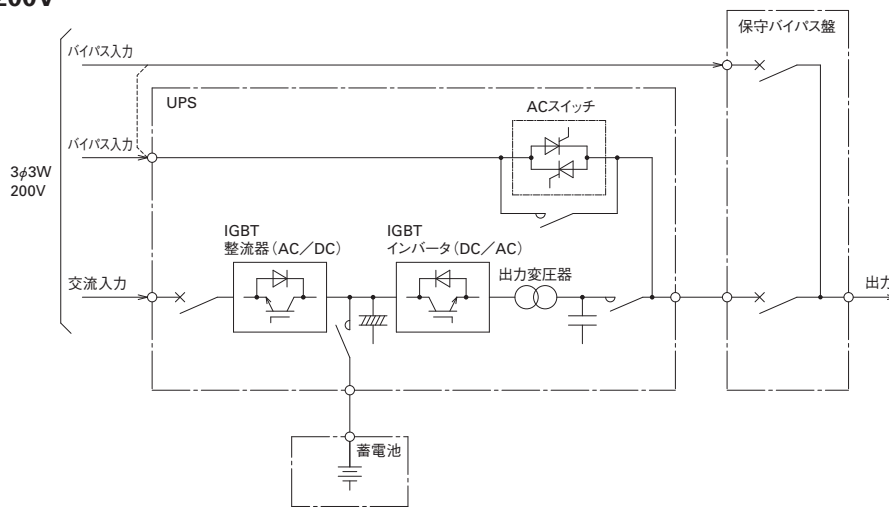 200V
保守バイパス盤
バイパス入力
UPS
ACスイッチ
バイパス入力
3φ3W
200V
IGBT
整流器（AC／DC）
IGBT
インバータ（DC／AC）
出力変圧器
交流入力
出力
蓄電池